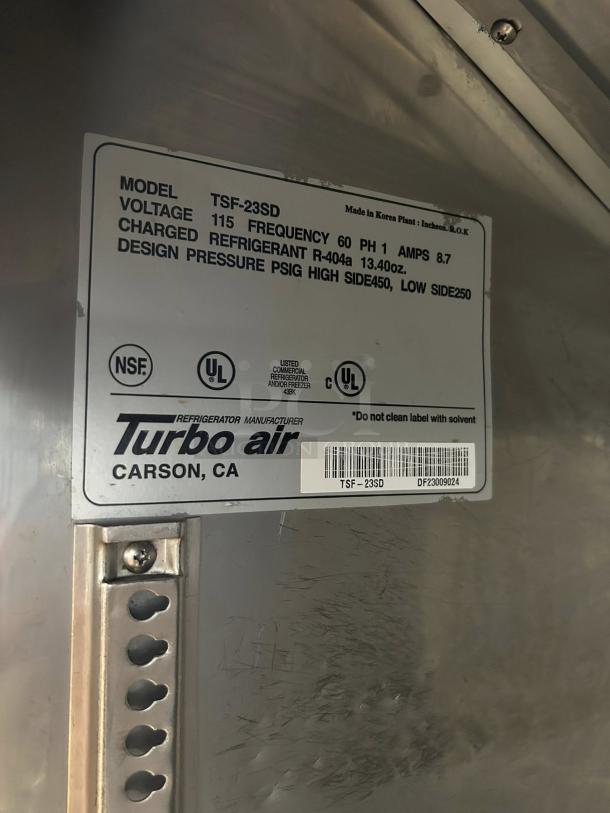 MODEL TSF-23SD
Made in Korea Plant : Incheon. R.O.K
VOLTAGE 115 FREQUENCY 60 PH 1 AMPS 8.7
CHARGED REFRIGERANT R-404a 13.40oz.
DESIGN PRESSURE PSIG HIGH SIDE450, LOW SIDE250
NSF.
UL
LISTED
COMMERCIAL
REFRIGERATOR
AND/OR FREEZER
43BK
C UL
REFRIGERATOR MANUFACTURER
*Do not clean label with solvent
Turbo air
CARSON, CA
TSF-23SD DF23009024